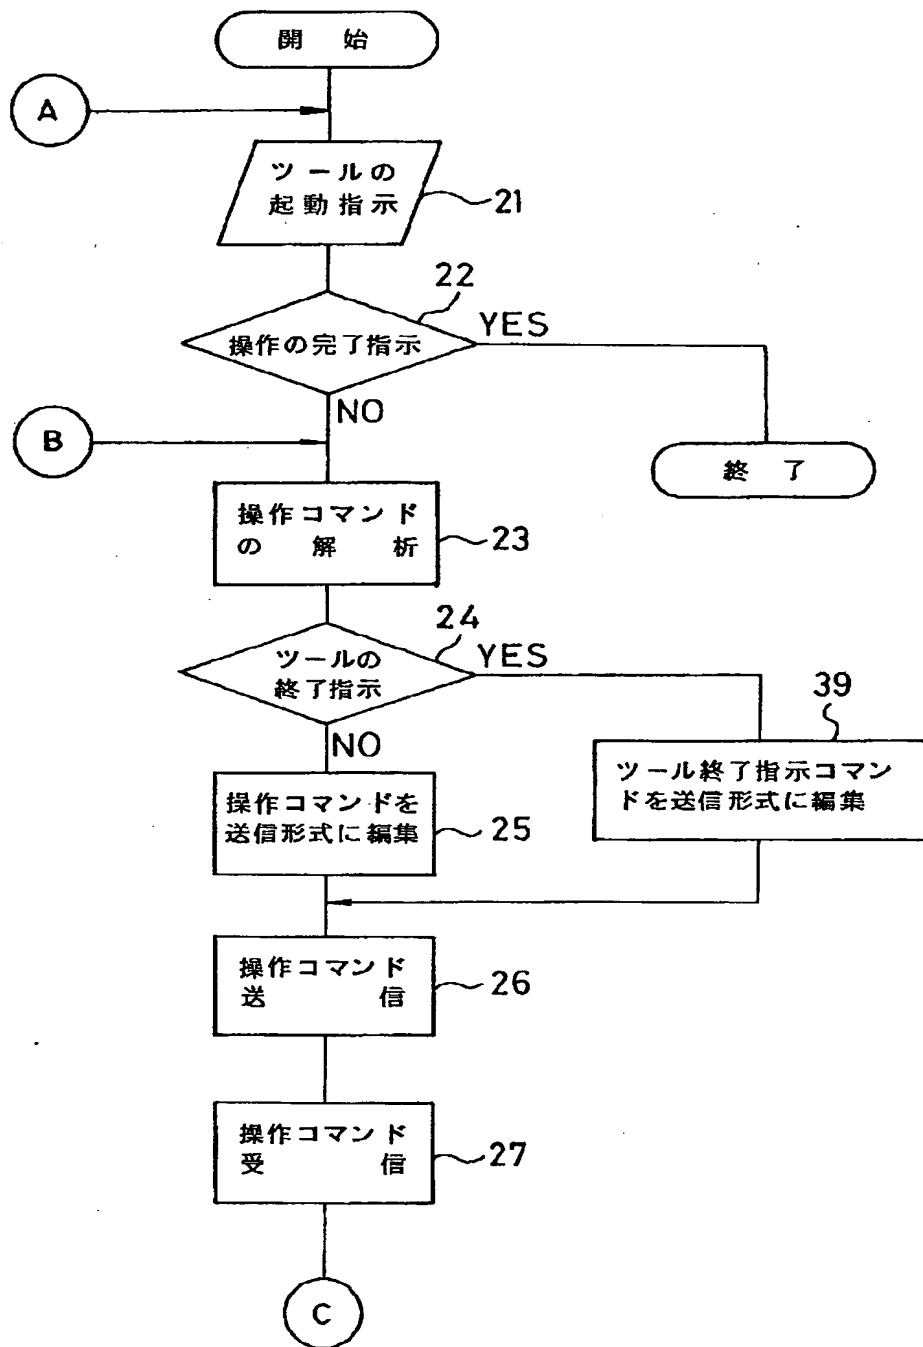 開始
A
ツールの
起動指示
21
22
操作の完了指示
YES
NO
B
終了
操作コマンド
の解析
23
24
ツールの
終了指示
YES
NO
39
ツール終了指示コマン
ドを送信形式に編集
操作コマンドを
送信形式に編集
25
操作コマンド
送信
26
操作コマンド
受信
27
C